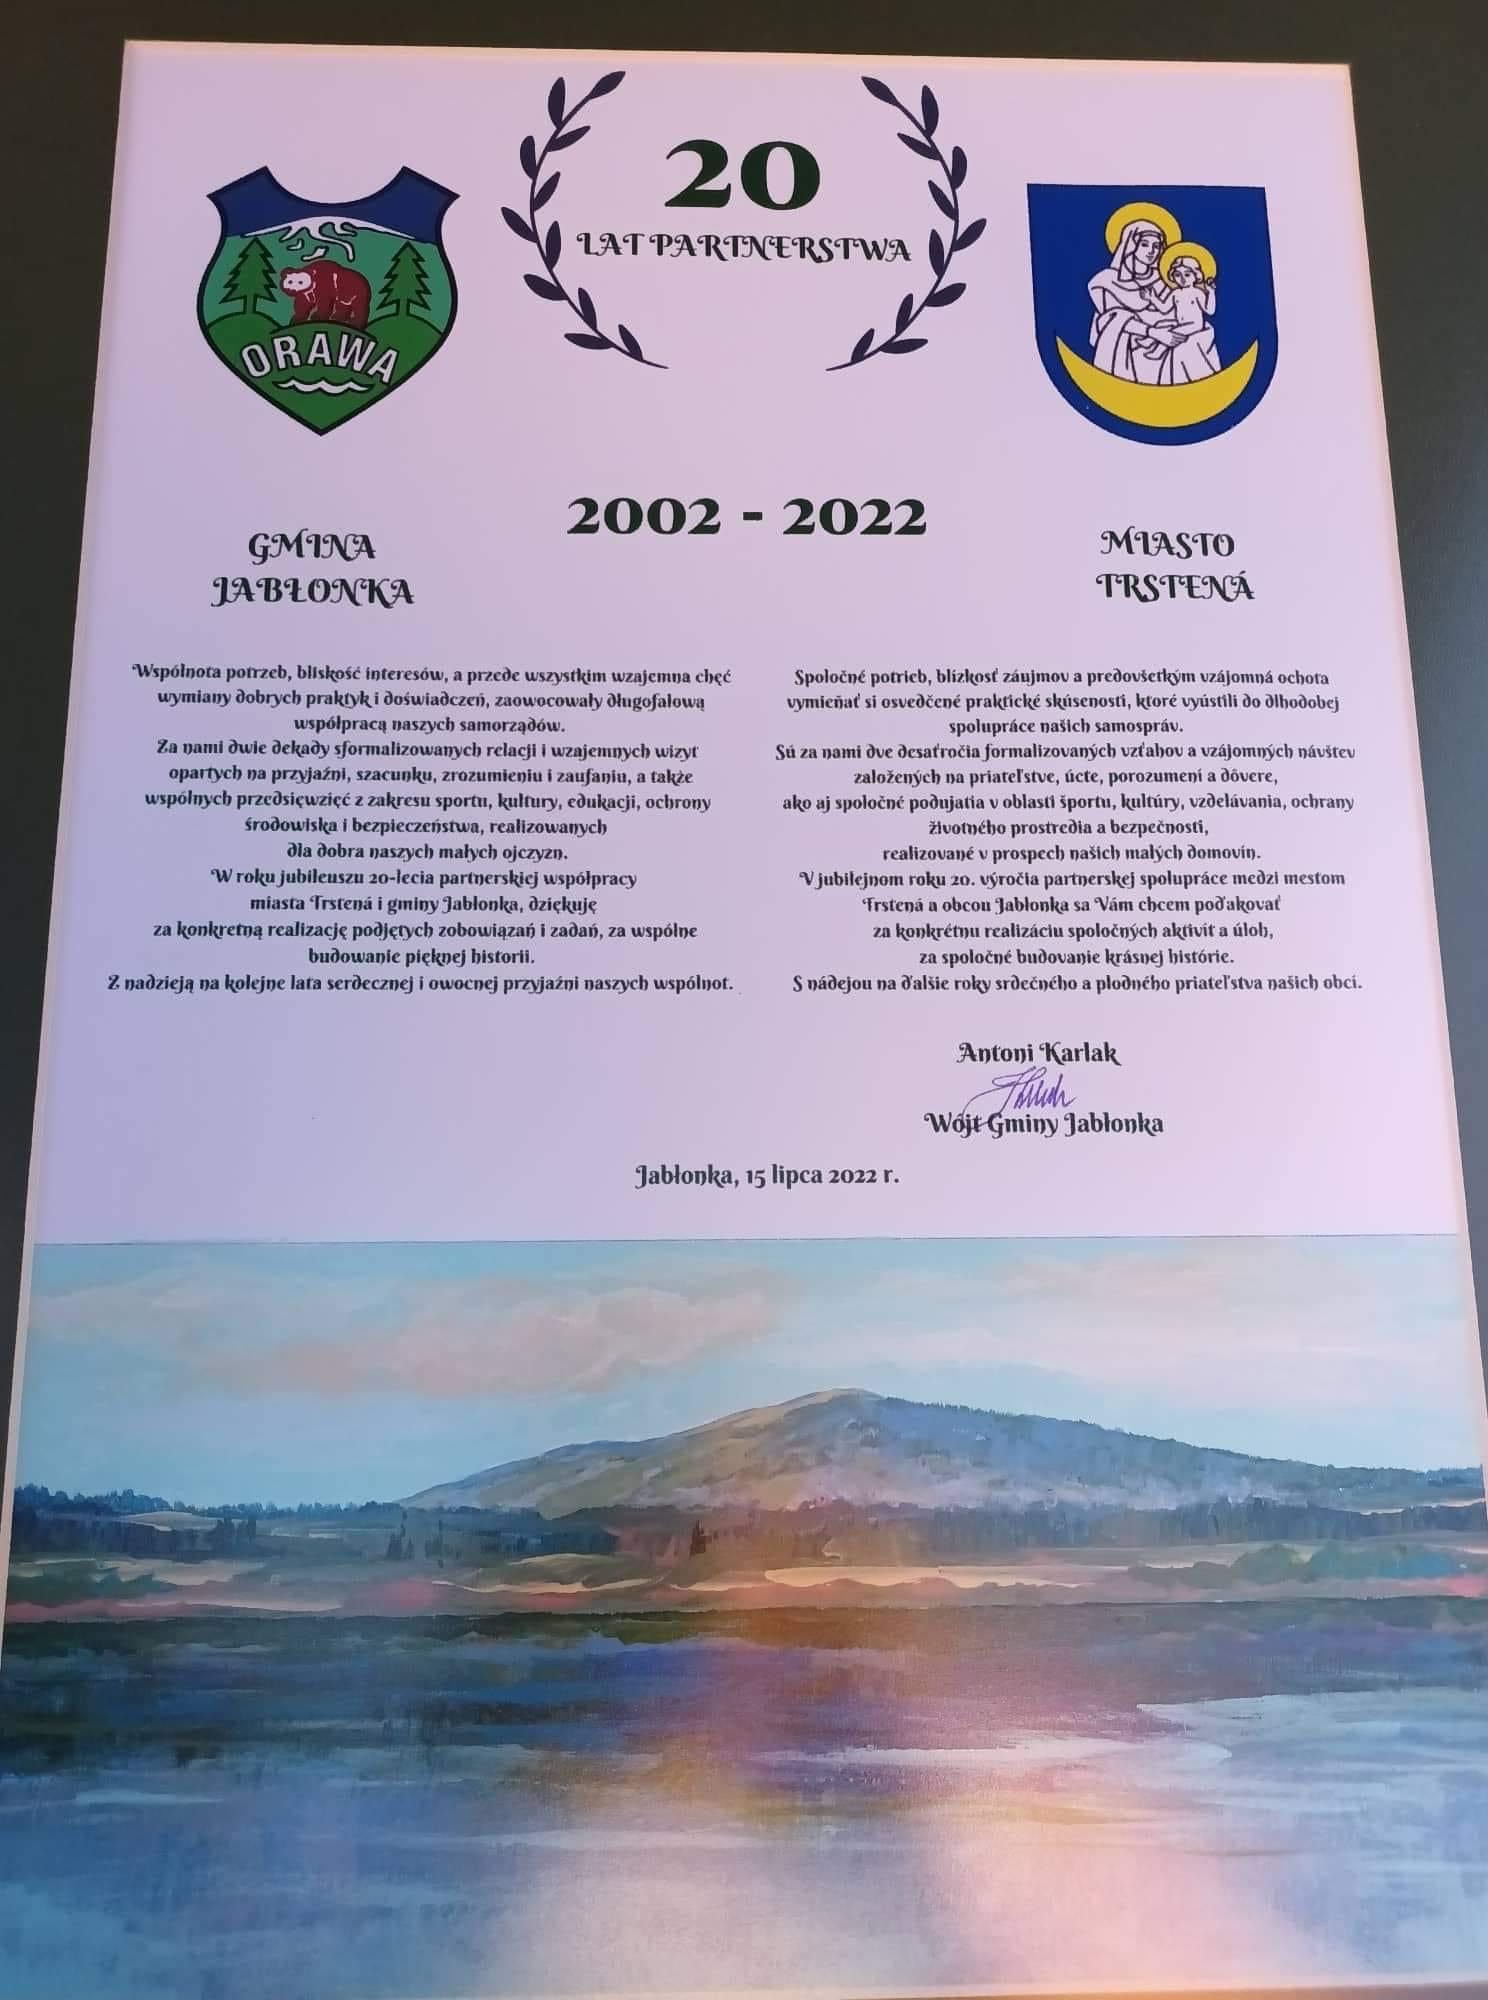 20
LAT PARTNERSTWA
ORAWA
2002 - 2022
GMINA
JABŁONKA
MIASTO
TRSTENÁ
Wspólnota potrzeb, bliskość interesów, a przede wszystkim wzajemna chęć
wymiany dobrych praktyk i doświadczeń, zaowocowały długofalową
współpracą naszych samorządów.
Za nami dwie dekady sformalizowanych relacji i wzajemnych wizyt
opartych na przyjaźni, szacunku, zrozumieniu i zaufaniu, a także
wspólnych przedsięwzięć z zakresu sportu, kultury, edukacji, ochrony
środowiska i bezpieczeństwa, realizowanych
dla dobra naszych małych ojczyzn.
W roku jubileuszu 20-lecia partnerskiej współpracy
miasta Trstená i gminy Jabłonka, dziękuję
za konkretną realizację podjętych zobowiązań i zadań, za wspólne
budowanie pięknej historii.
Z nadzieją na kolejne lata serdecznej i owocnej przyjaźni naszych wspólnot.
Spoločné potrieb, blízkosť záujmov a predovšetkým vzájomná ochota
vymieňať si osvedčené praktické skúsenosti, ktoré vyústili do dlhodobej
spolupráce našich samospráv.
Sú za nami dve desaťročia formalizovaných vzťahov a vzájomných návštev
založených na priateľstve, úcte, porozumení a dôvere,
ako aj spoločné podujatia v oblasti športu, kultúry, vzdelávania, ochrany
životného prostredia a bezpečnosti,
realizované v prospech našich malých domovín.
V jubilejnom roku 20. výročia partnerskej spolupráce medzi mestom
Trstená a obcou Jabłonka sa Vám chcem poďakovať
za konkrétnu realizáciu spoločných aktivít a úloh,
za spoločné budovanie krásnej histórie.
S nádejou na ďalšie roky srdečného a plodného priateľstva našich obcí.
Antoni Karlak
Wójt Gminy Jabłonka
Jabłonka, 15 lipca 2022 r.